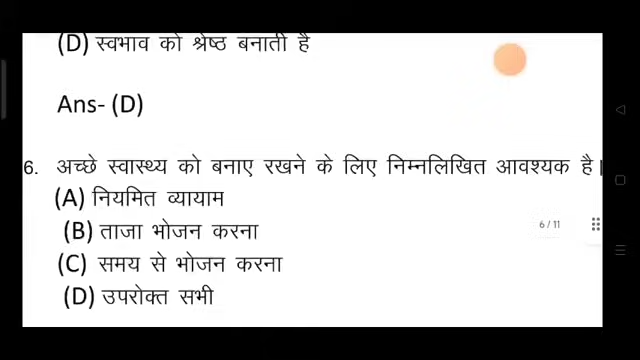 (D) स्वभाव को श्रेष्ठ बनाती है
Ans- (D)
6. अच्छे स्वास्थ्य को बनाए रखने के लिए निम्नलिखित आवश्यक है।
(A) नियमित व्यायाम
(B) ताजा भोजन करना
6 / 11
(C) समय से भोजन करना
(D) उपरोक्त सभी